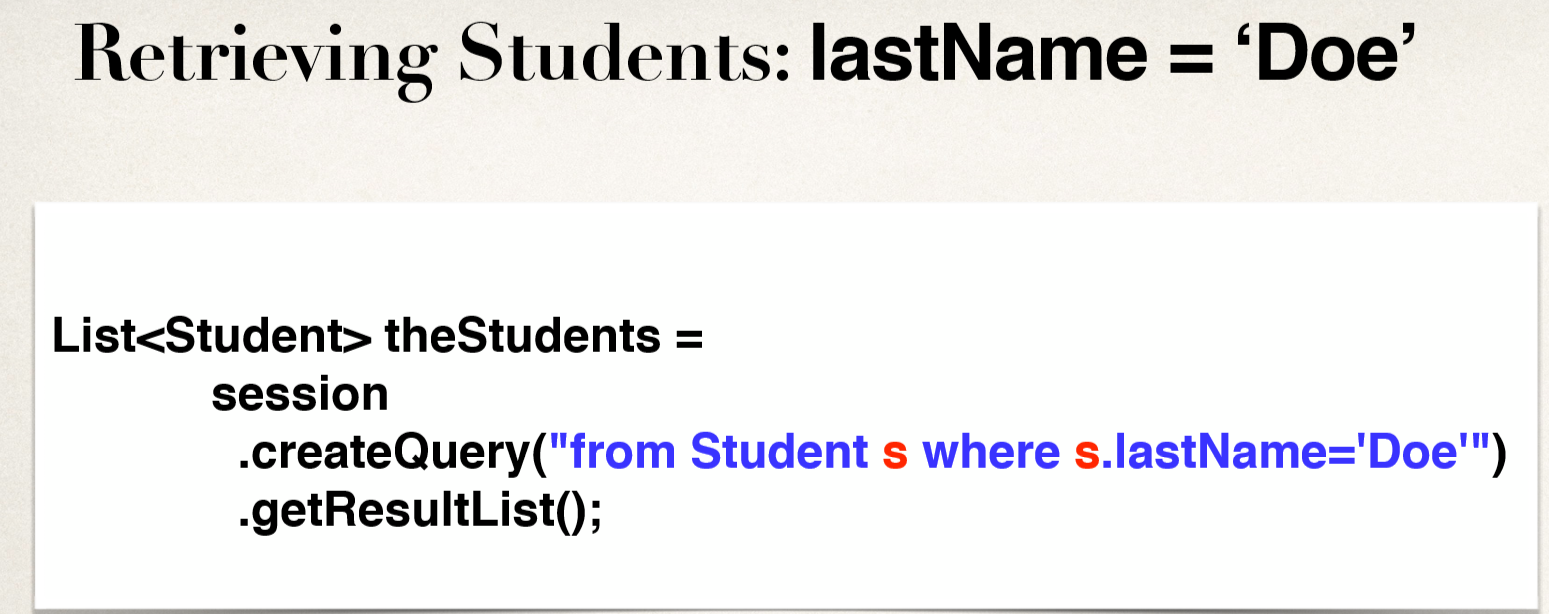 Retrieving Students: lastName = ‘Doe’
List<Student> theStudents =
session
.createQuery("from Student s where s.lastName='Doe'")
.getResultList();